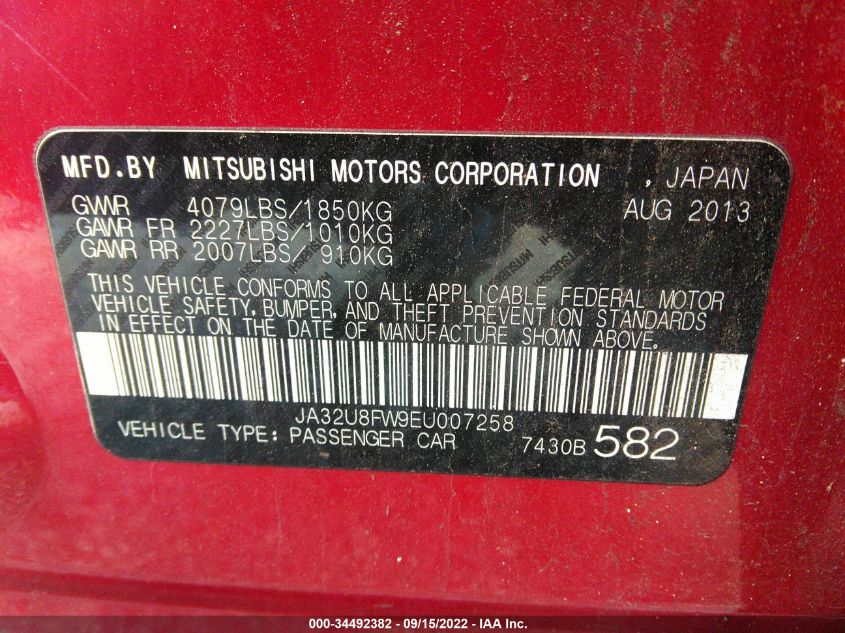 MFD.BY MITSUBISHI MOTORS CORPORATION , JAPAN
GVWR 4079LBS/1850KG AUG 2013
GAWR FR 2227LBS/1010KG
GAWR RR 2007LBS/ 910KG
THIS VEHICLE CONFORMS TO ALL APPLICABLE FEDERAL MOTOR
VEHICLE SAFETY, BUMPER, AND THEFT PREVENTION STANDARDS
IN EFFECT ON THE DATE OF MANUFACTURE SHOWN ABOVE.
JA32U8FW9EU007258
VEHICLE TYPE: PASSENGER CAR 7430B 582
000-34492382 - 09/15/2022 - IAA Inc.